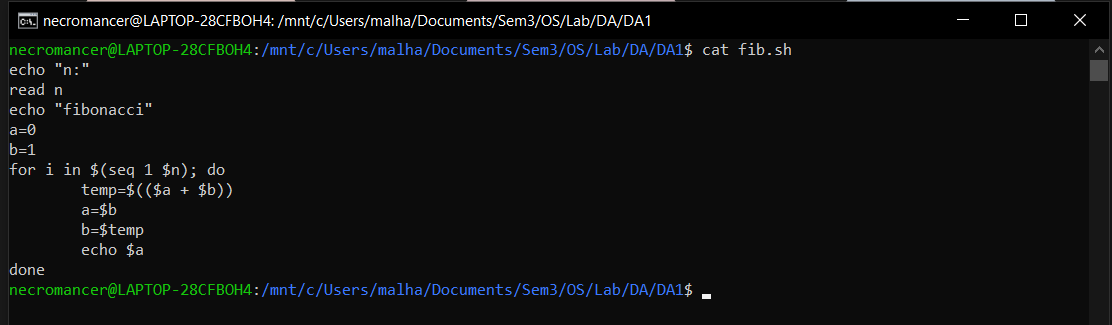 necromancer@LAPTOP-28CFBOH4: /mnt/c/Users/malha/Documents/Sem3/OS/Lab/DA/DA1
necromancer@LAPTOP-28CFBOH4:/mnt/c/Users/malha/Documents/Sem3/OS/Lab/DA/DA1$ cat fib.sh
echo "n:"
read n
echo "fibonacci"
a=0
b=1
for i in $(seq 1 $n); do
        temp=$(($a + $b))
        a=$b
        b=$temp
        echo $a
done
necromancer@LAPTOP-28CFBOH4:/mnt/c/Users/malha/Documents/Sem3/OS/Lab/DA/DA1$